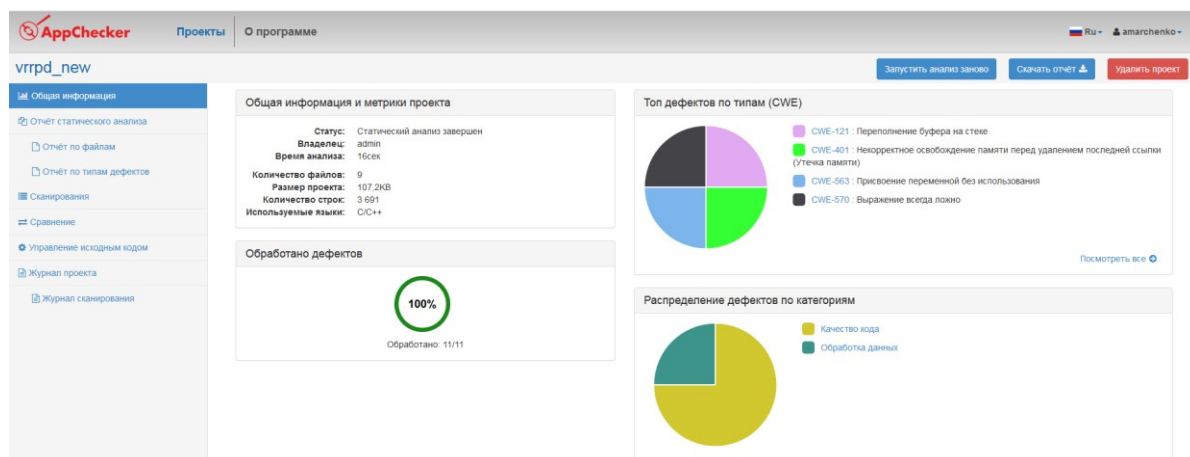 AppChecker
Проекты
О программе
Ru
amarchenko
vrrpd_new
Запустить анализ заново
Скачать отчёт
Удалить проект
Общая информация
Отчёт статического анализа
Отчёт по файлам
Отчёт по типам дефектов
Сканирования
Сравнение
Управление исходным кодом
Журнал проекта
Журнал сканирования
Общая информация и метрики проекта
Статус: Статический анализ завершен
Владелец: admin
Время анализа: 16сек
Количество файлов: 9
Размер проекта: 107,2KB
Количество строк: 3 691
Используемые языки: C/C++
Обработано дефектов
100%
Обработано: 11/11
Топ дефектов по типам (CWE)
CWE-121 : Переполнение буфера на стеке
CWE-401 : Некорректное освобождение памяти перед удалением последней ссылки
(Утечка памяти)
CWE-563 : Присвоение переменной без использования
CWE-570 : Выражение всегда ложно
Посмотреть все
Распределение дефектов по категориям
Качество кода
Обработка данных